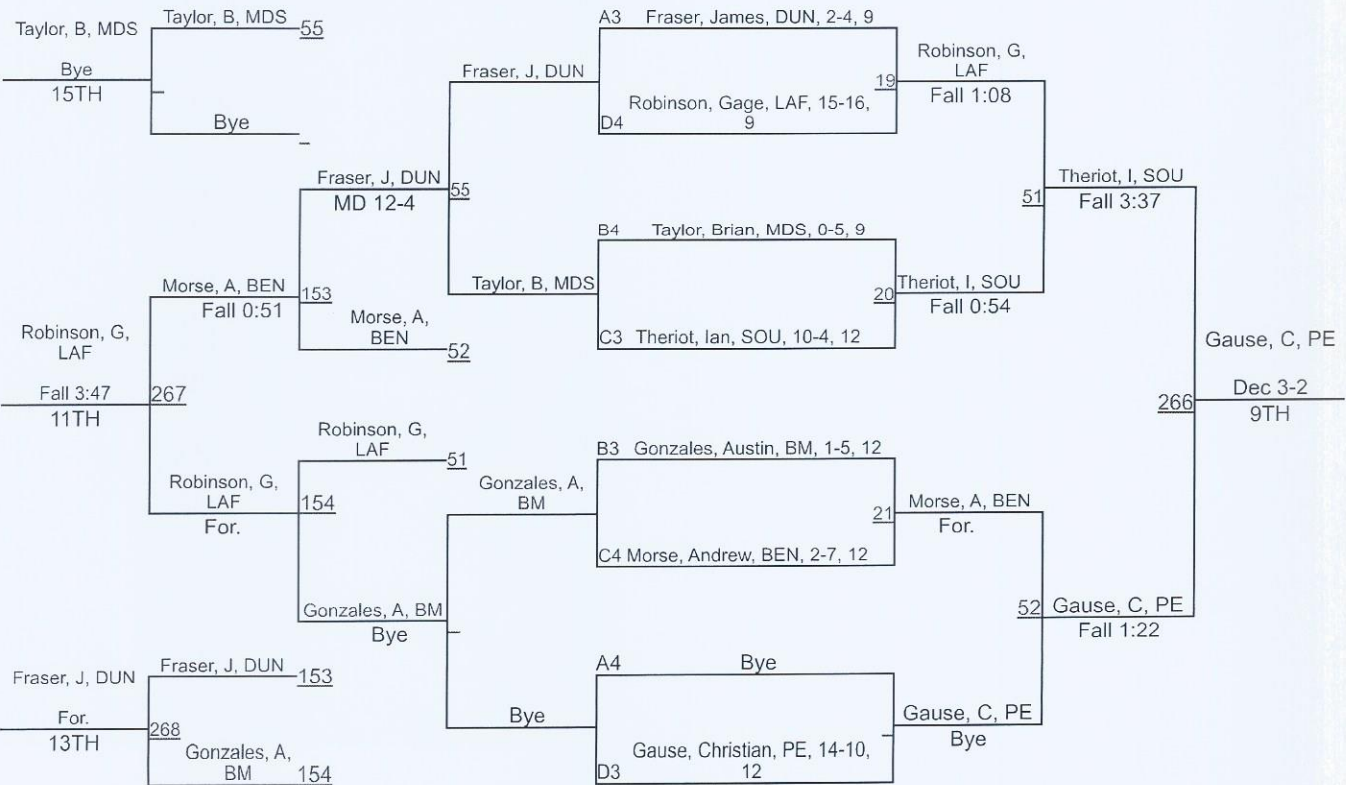 Taylor, B, MDS
Bye
15TH
Taylor, B, MDS
55
Bye
Fraser, J, DUN
MD 12-4
55
Morse, A, BEN
Fall 0:51
153
Morse, A,
BEN
52
Robinson, G,
LAF
Fall 3:47
11TH
267
Robinson, G,
LAF
For.
154
Robinson, G,
LAF
51
Gonzales, A, BM
Bye
Fraser, J, DUN
For.
13TH
Fraser, J, DUN
153
268
Gonzales, A,
BM
154
Fraser, J, DUN
Taylor, B, MDS
Gonzales, A,
BM
Bye
A3 Fraser, James, DUN, 2-4, 9
19
Robinson, Gage, LAF, 15-16,
D4 9
B4 Taylor, Brian, MDS, 0-5, 9
20
C3 Theriot, Ian, SOU, 10-4, 12
B3 Gonzales, Austin, BM, 1-5, 12
21
C4 Morse, Andrew, BEN, 2-7, 12
A4 Bye
Gause, Christian, PE, 14-10,
D3 12
Robinson, G,
LAF
Fall 1:08
Theriot, I, SOU
Fall 0:54
51
Morse, A, BEN
For.
Gause, C, PE
Bye
52
Theriot, I, SOU
Fall 3:37
Gause, C, PE
Fall 1:22
266
Gause, C, PE
Dec 3-2
9TH